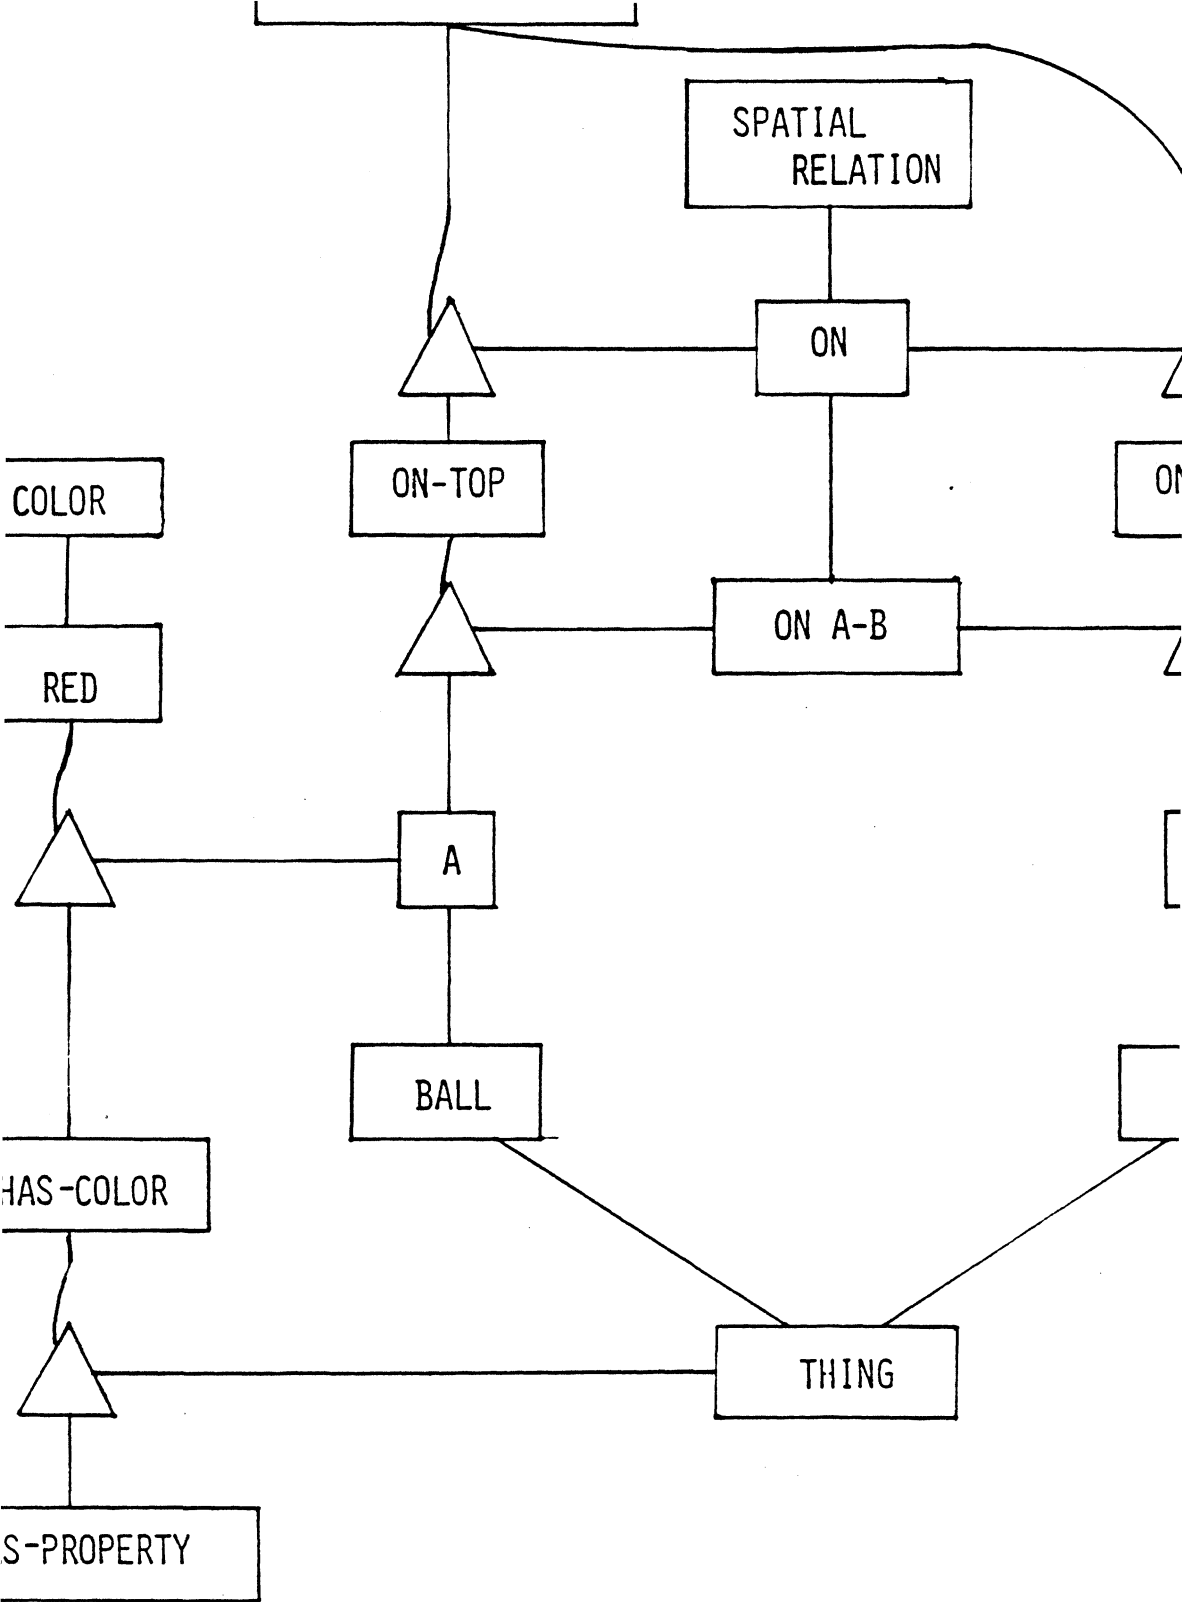 SPATIAL
RELATION
ON
ON-TOP
COLOR
ON A-B
RED
A
BALL
HAS-COLOR
THING
S-PROPERTY